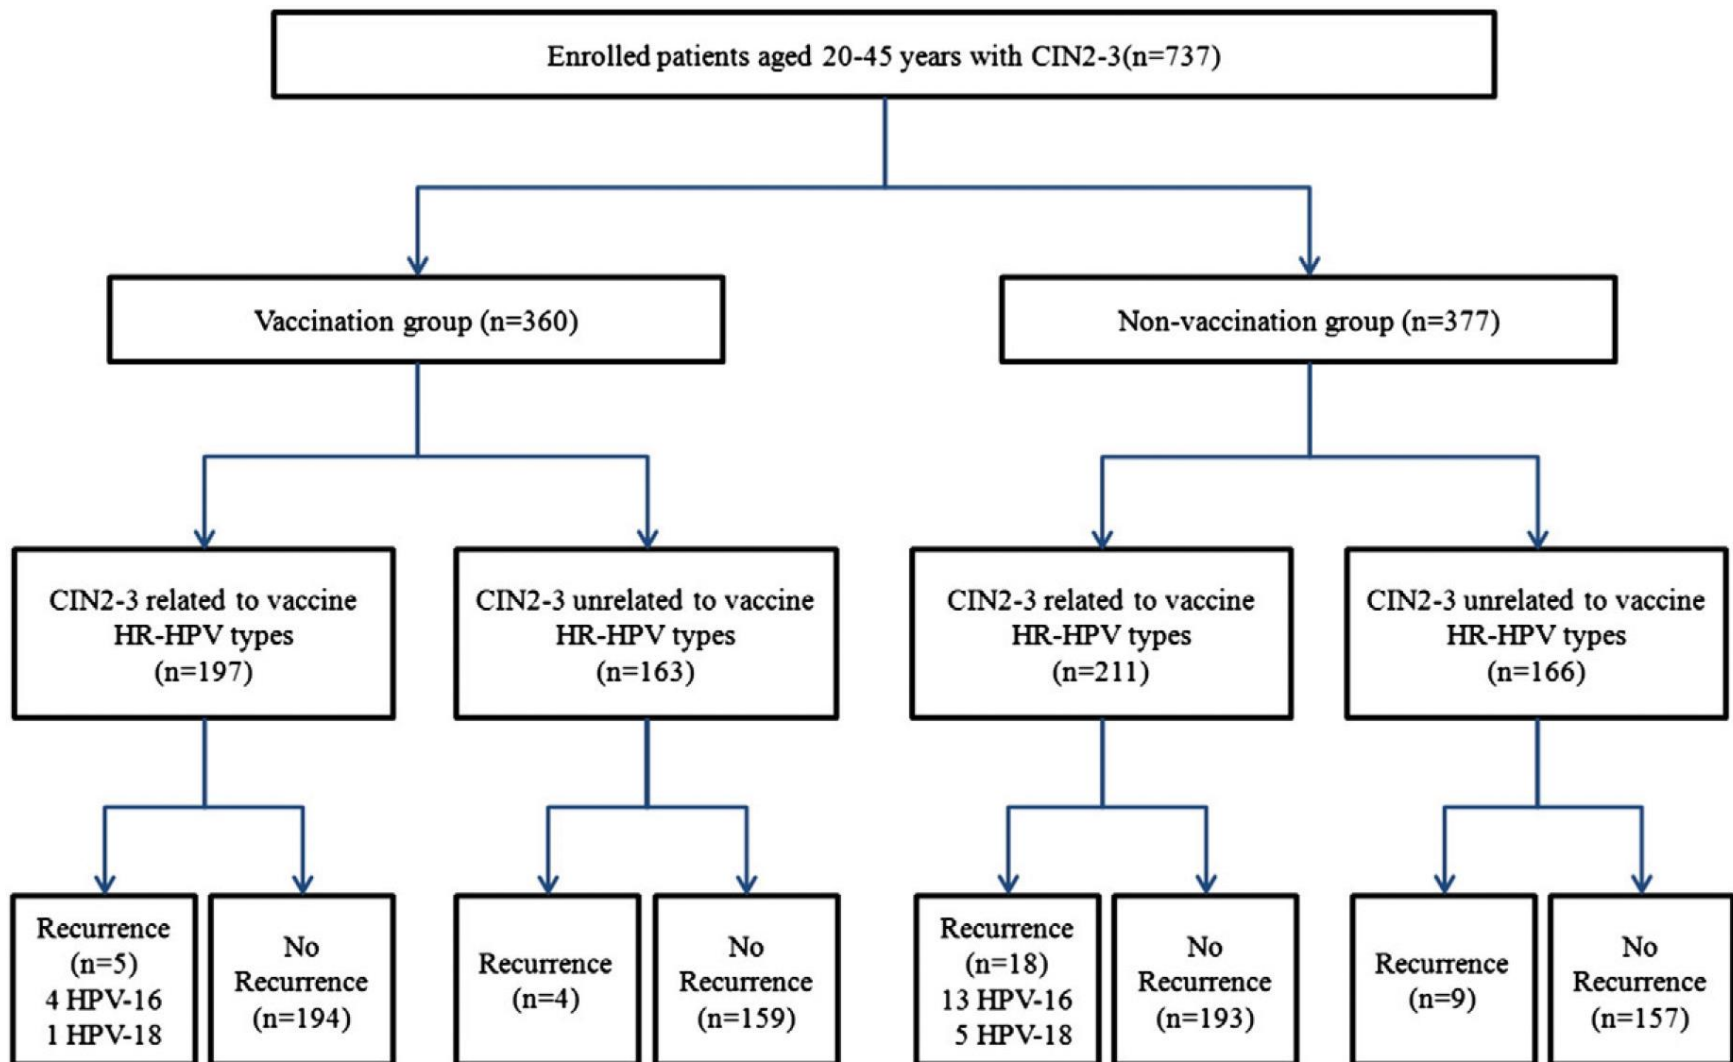 Enrolled patients aged 20-45 years with CIN2-3(n=737)
Vaccination group (n=360)
Non-vaccination group (n=377)
CIN2-3 related to vaccine
HR-HPV types
(n=197)
CIN2-3 unrelated to vaccine
HR-HPV types
(n=163)
CIN2-3 related to vaccine
HR-HPV types
(n=211)
CIN2-3 unrelated to vaccine
HR-HPV types
(n=166)
Recurrence
(n=5)
4 HPV-16
1 HPV-18
No
Recurrence
(n=194)
Recurrence
(n=4)
No
Recurrence
(n=159)
Recurrence
(n=18)
13 HPV-16
5 HPV-18
No
Recurrence
(n=193)
Recurrence
(n=9)
No
Recurrence
(n=157)